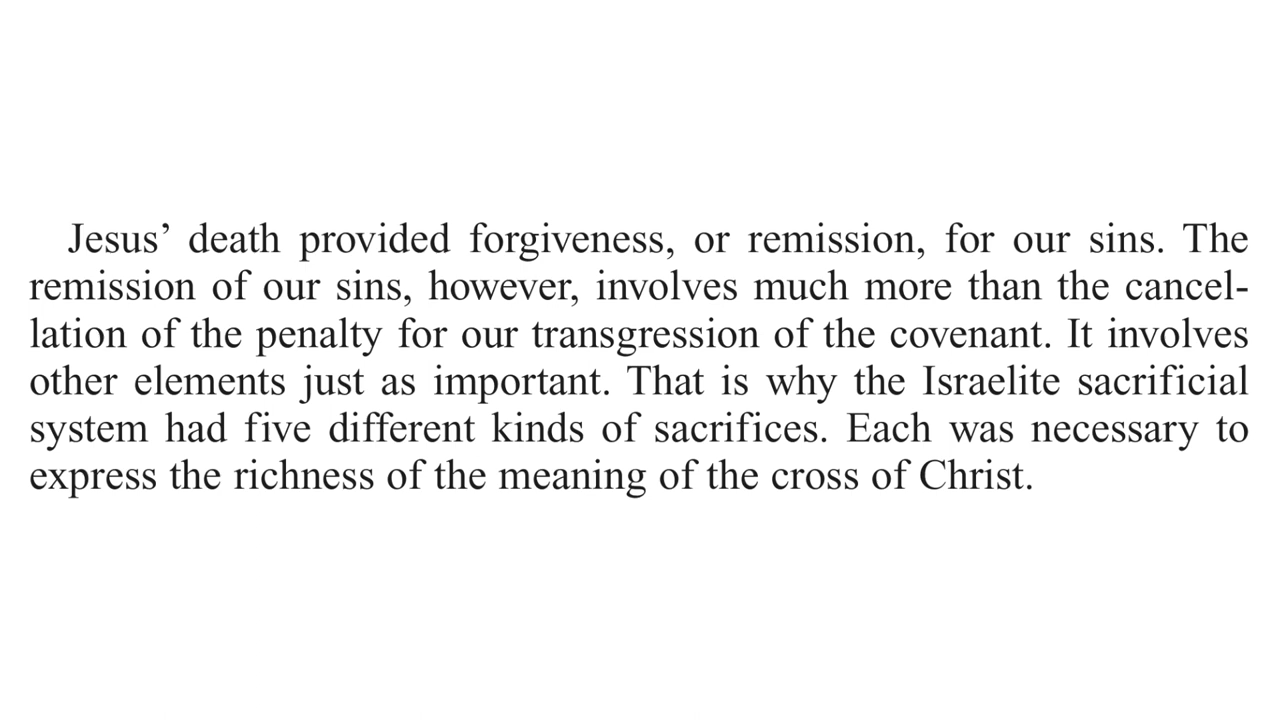 Jesus’ death provided forgiveness, or remission, for our sins. The
remission of our sins, however, involves much more than the cancel-
lation of the penalty for our transgression of the covenant. It involves
other elements just as important. That is why the Israelite sacrificial
system had five different kinds of sacrifices. Each was necessary to
express the richness of the meaning of the cross of Christ.